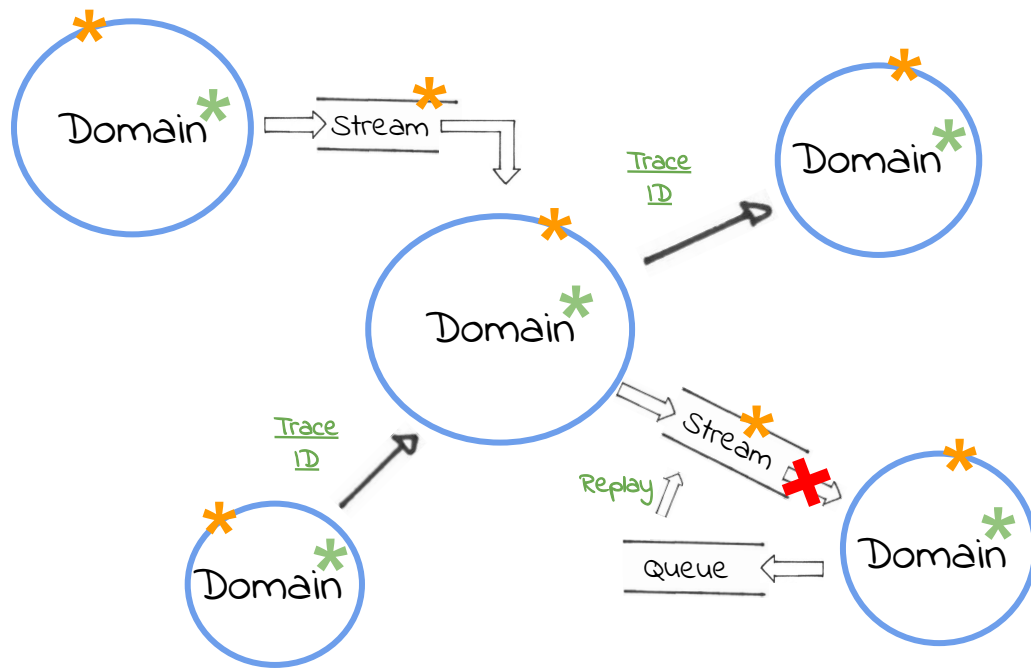 Domain
Stream
Domain
Trace
ID
Domain
Trace
ID
Stream
Replay
Queue
Domain
Domain